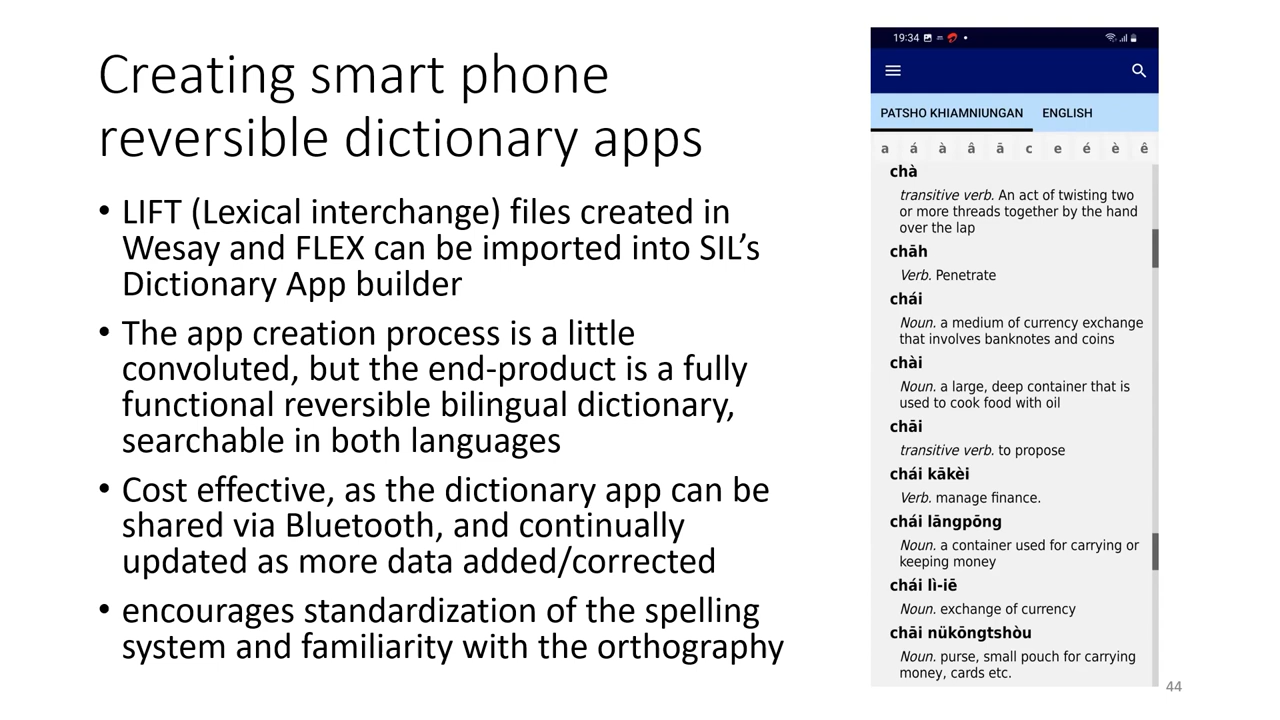 Creating smart phone
reversible dictionary apps
• LIFT (Lexical interchange) files created in
Wesay and FLEX can be imported into SIL’s
Dictionary App builder
• The app creation process is a little
convoluted, but the end-product is a fully
functional reversible bilingual dictionary,
searchable in both languages
• Cost effective, as the dictionary app can be
shared via Bluetooth, and continually
updated as more data added/corrected
• encourages standardization of the spelling
system and familiarity with the orthography
19:34
PATSHO KHIAMNIUNGAN ENGLISH
a á à â ā c e é è ê
chà
transitive verb. An act of twisting two
or more threads together by the hand
over the lap
chāh
Verb. Penetrate
chái
Noun. a medium of currency exchange
that involves banknotes and coins
chài
Noun. a large, deep container that is
used to cook food with oil
chāi
transitive verb. to propose
chái kākèi
Verb. manage finance.
chái lāngpōng
Noun. a container used for carrying or
keeping money
chái lì-iē
Noun. exchange of currency
chāi nükōngtshòu
Noun. purse, small pouch for carrying
money, cards etc.
44